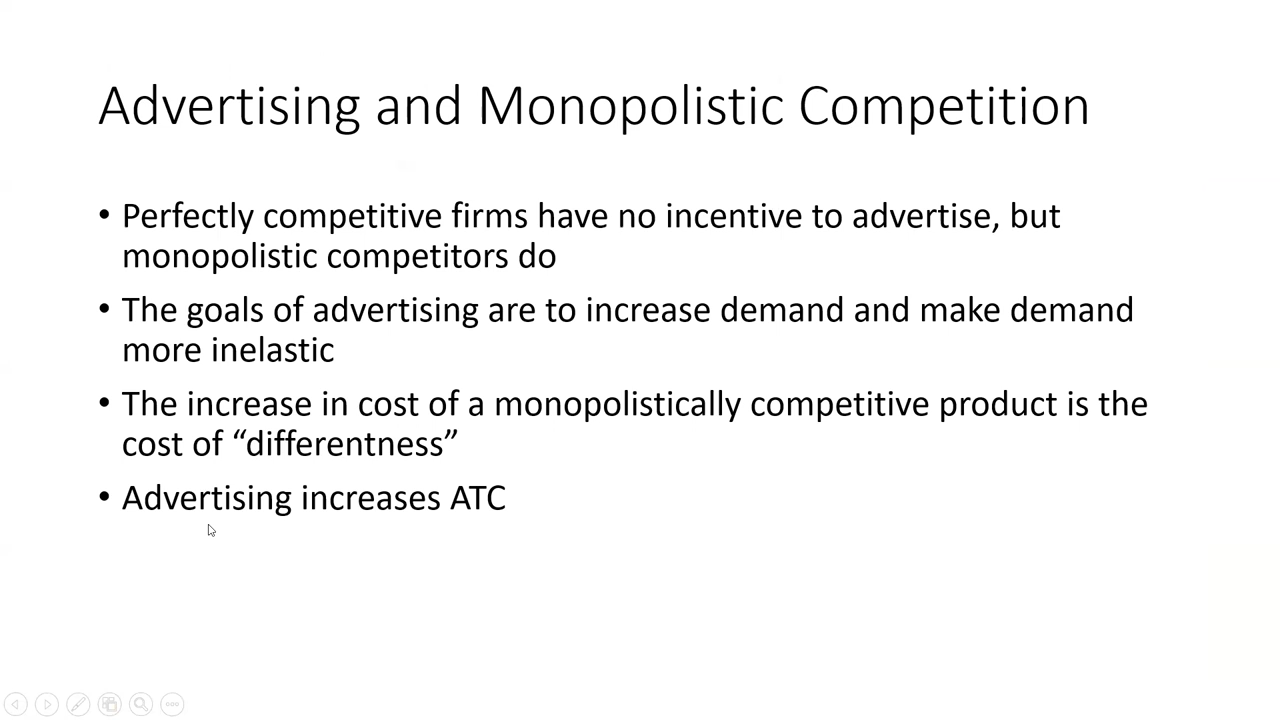 Advertising and Monopolistic Competition
• Perfectly competitive firms have no incentive to advertise, but
monopolistic competitors do
• The goals of advertising are to increase demand and make demand
more inelastic
• The increase in cost of a monopolistically competitive product is the
cost of “differentness”
• Advertising increases ATC